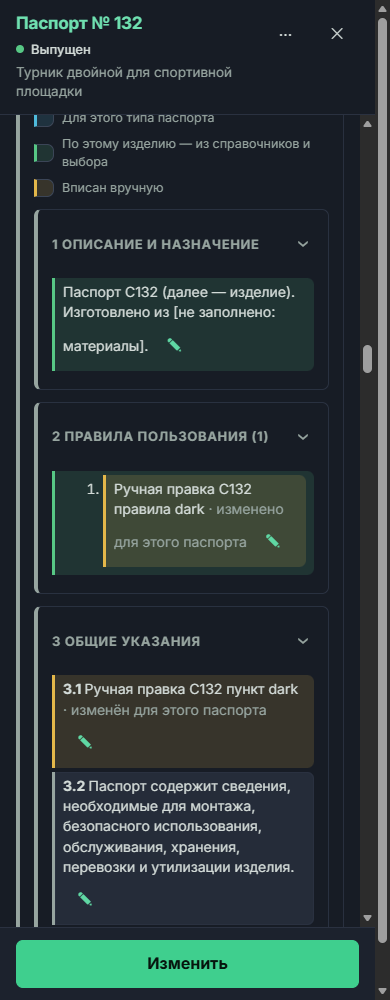 Паспорт № 132
Выпущен
Турник двойной для спортивной
площадки
Для этого типа паспорта
По этому изделию — из справочников и
выбора
Вписан вручную
1 ОПИСАНИЕ И НАЗНАЧЕНИЕ
Паспорт С132 (далее — изделие).
Изготовлено из [не заполнено:
материалы].
2 ПРАВИЛА ПОЛЬЗОВАНИЯ (1)
1. Ручная правка С132
правила dark · изменено
для этого паспорта
3 ОБЩИЕ УКАЗАНИЯ
3.1 Ручная правка С132 пункт dark
· изменён для этого паспорта
3.2 Паспорт содержит сведения,
необходимые для монтажа,
безопасного использования,
обслуживания, хранения,
перевозки и утилизации изделия.
Изменить